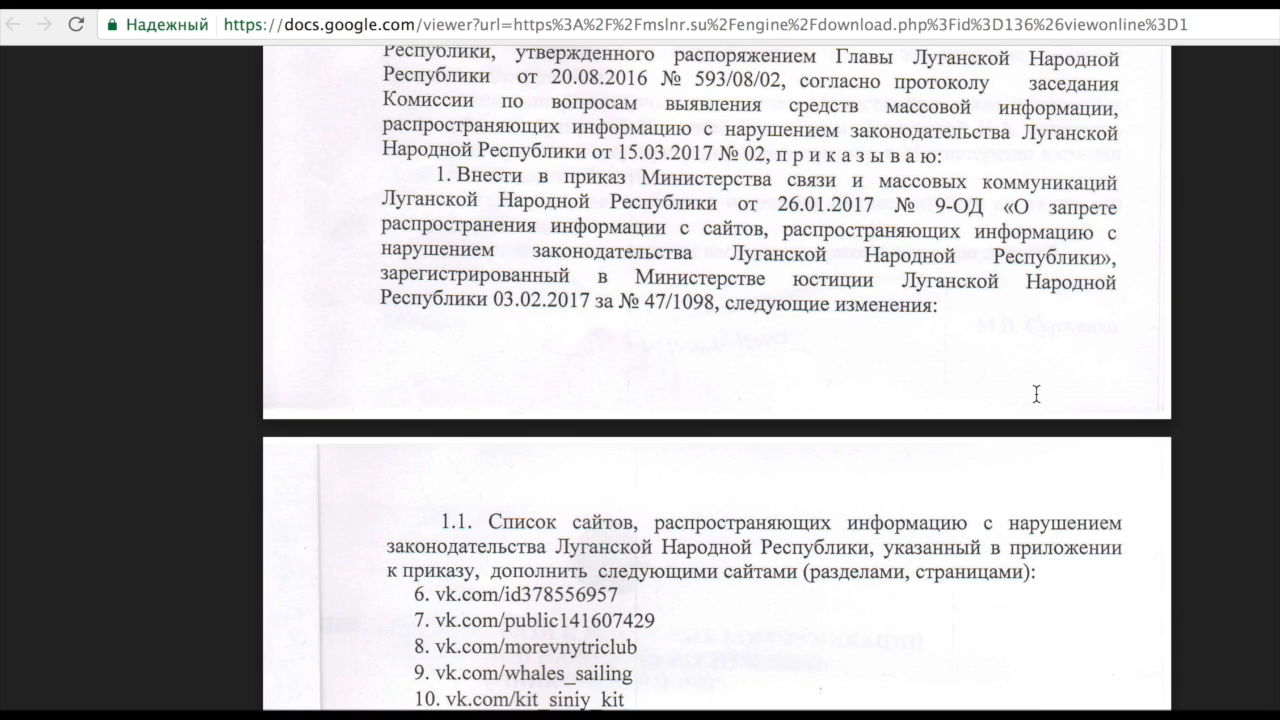 Надежный https://docs.google.com/viewer?url=https%3A%2F%2Fmslnr.su%2Fengine%2Fdownload.php%3Fid%3D136%26viewonline%3D1
Республики, утвержденного распоряжением Главы Луганской Народной
Республики от 20.08.2016 № 593/08/02, согласно протоколу заседания
Комиссии по вопросам выявления средств массовой информации,
распространяющих информацию с нарушением законодательства Луганской
Народной Республики от 15.03.2017 № 02, п р и к а з ы в а ю:
1. Внести в приказ Министерства связи и массовых коммуникаций
Луганской Народной Республики от 26.01.2017 № 9-ОД «О запрете
распространения информации с сайтов, распространяющих информацию с
нарушением законодательства Луганской Народной Республики»,
зарегистрированный в Министерстве юстиции Луганской Народной
Республики 03.02.2017 за № 47/1098, следующие изменения:
1.1. Список сайтов, распространяющих информацию с нарушением
законодательства Луганской Народной Республики, указанный в приложении
к приказу, дополнить следующими сайтами (разделами, страницами):
6. vk.com/id378556957
7. vk.com/public141607429
8. vk.com/morevnytriclub
9. vk.com/whales_sailing
10. vk.com/kit_siniy_kit